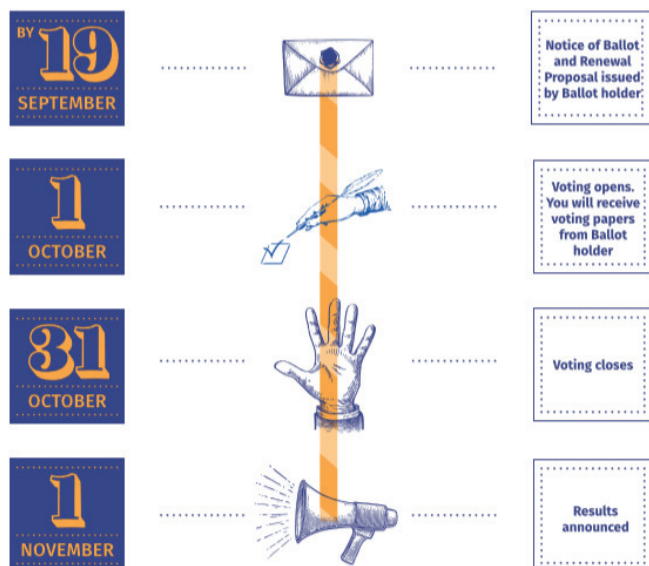 BY 19
SEPTEMBER
Notice of Ballot
and Renewal
Proposal issued
by Ballot holder
1
OCTOBER
Voting opens.
You will receive
voting papers
from Ballot
holder
31
OCTOBER
Voting closes
1
NOVEMBER
Results
announced